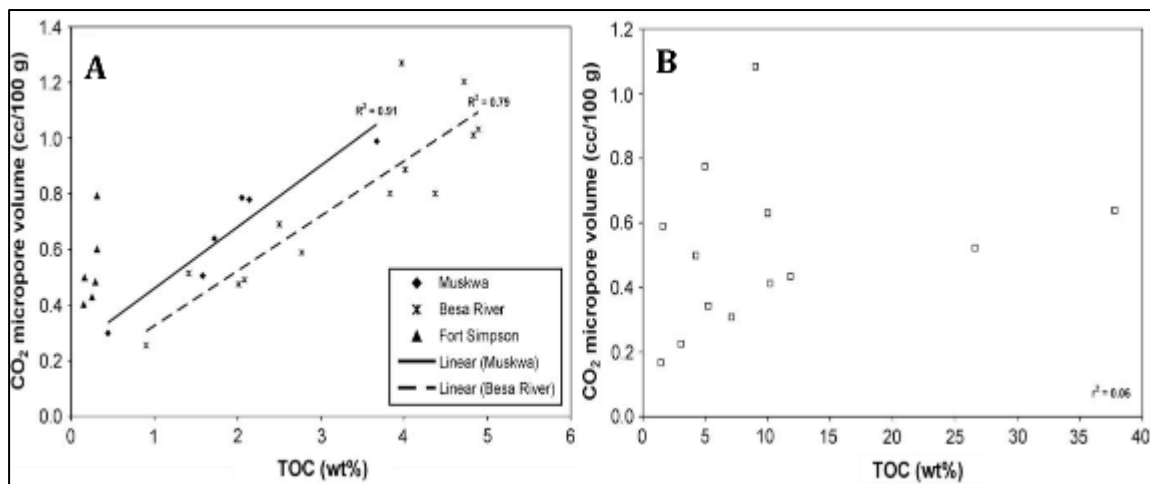 A
CO₂ micropore volume (cc/100 g)
1.4
1.2
1.0
0.8
0.6
0.4
0.2
0.0
R² = 0.91
R² = 0.79
Muskwa
Besa River
Fort Simpson
Linear (Muskwa)
Linear (Besa River)
0 1 2 3 4 5 6
TOC (wt%)
B
CO₂ micropore volume (cc/100 g)
1.2
1.0
0.8
0.6
0.4
0.2
0.0
r² = 0.06
0 5 10 15 20 25 30 35 40
TOC (wt%)